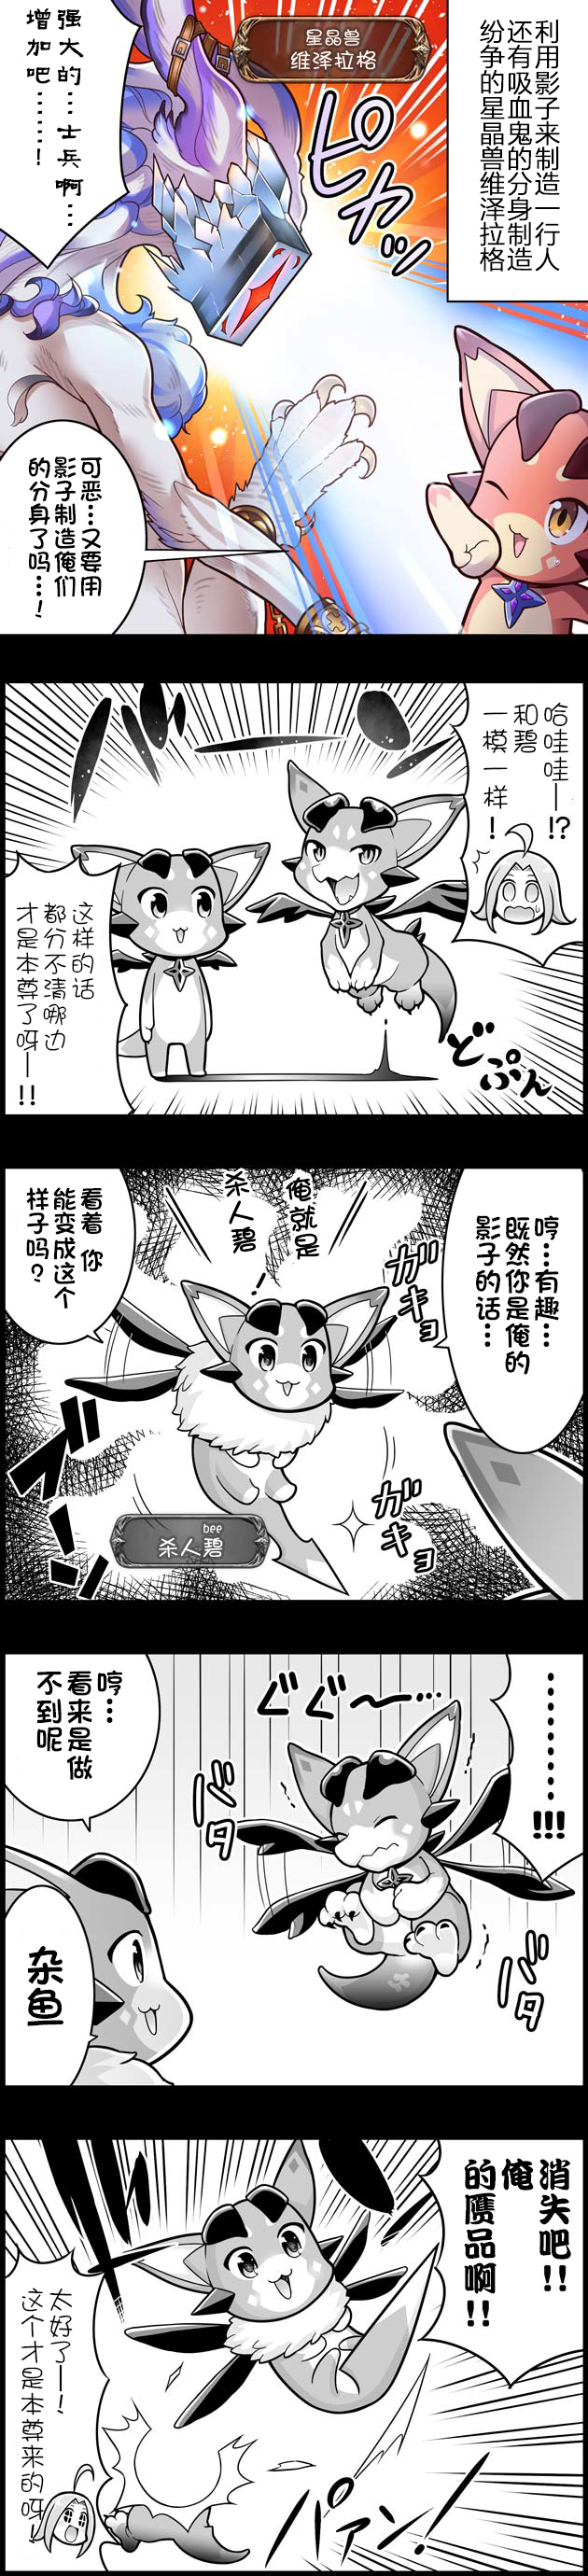 利用影子来制造一行人
还有吸血鬼的分身制造
纷争的星晶兽维泽拉格
星晶兽
维泽拉格
ピカッ
强大的…士兵啊…
增加吧………！
可恶…又要用
影子制造俺们
的分身了吗…！
哈哇哇—!?
和碧
一模一样！
どぷん
这样的话
都分不清哪边
才是本尊了呀—!!
哼…有趣…
既然你是俺的
影子的话…
俺就是
杀人碧！
看着 你
能变成这个
样子吗？
ガキョ
ガキョ
ブブブ…
bee
杀人碧
………!!!
ぐぐ〜…
バタ
バタ
哼…
看来是做
不到呢
杂鱼
消失吧!!
俺
的赝品啊!!
太好了—！
这个才是本尊来的呀！
パァン！